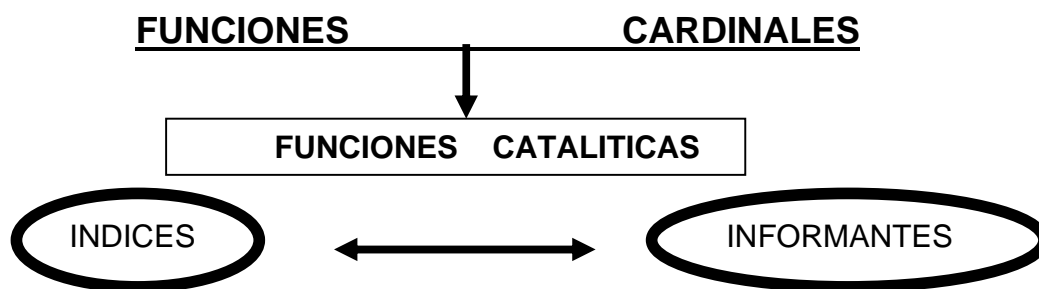 FUNCIONES CARDINALES
FUNCIONES CATALITICAS
INDICES INFORMANTES